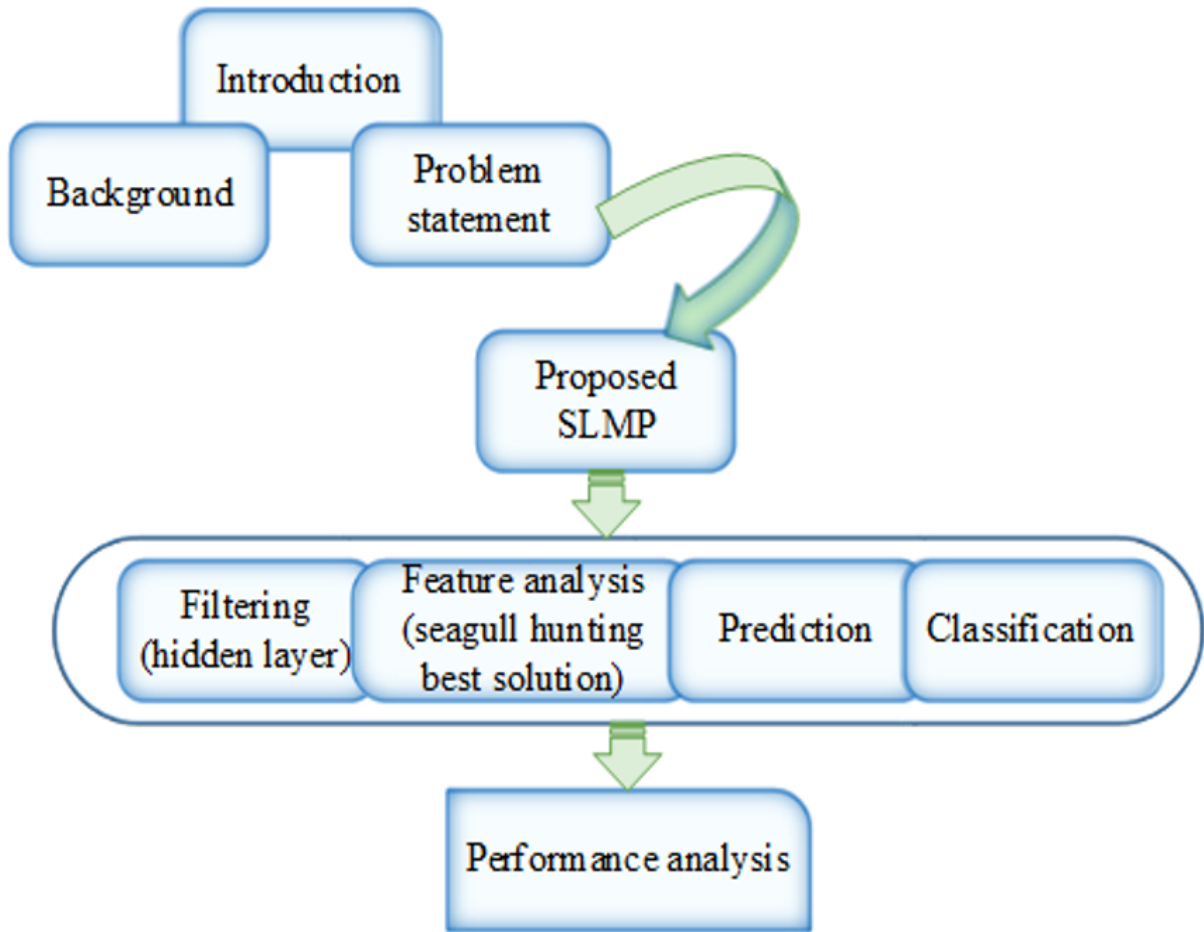 Introduction
Background
Problem
statement
Proposed
SLMP
Filtering
(hidden layer)
Feature analysis
(seagull hunting
best solution)
Prediction
Classification
Performance analysis